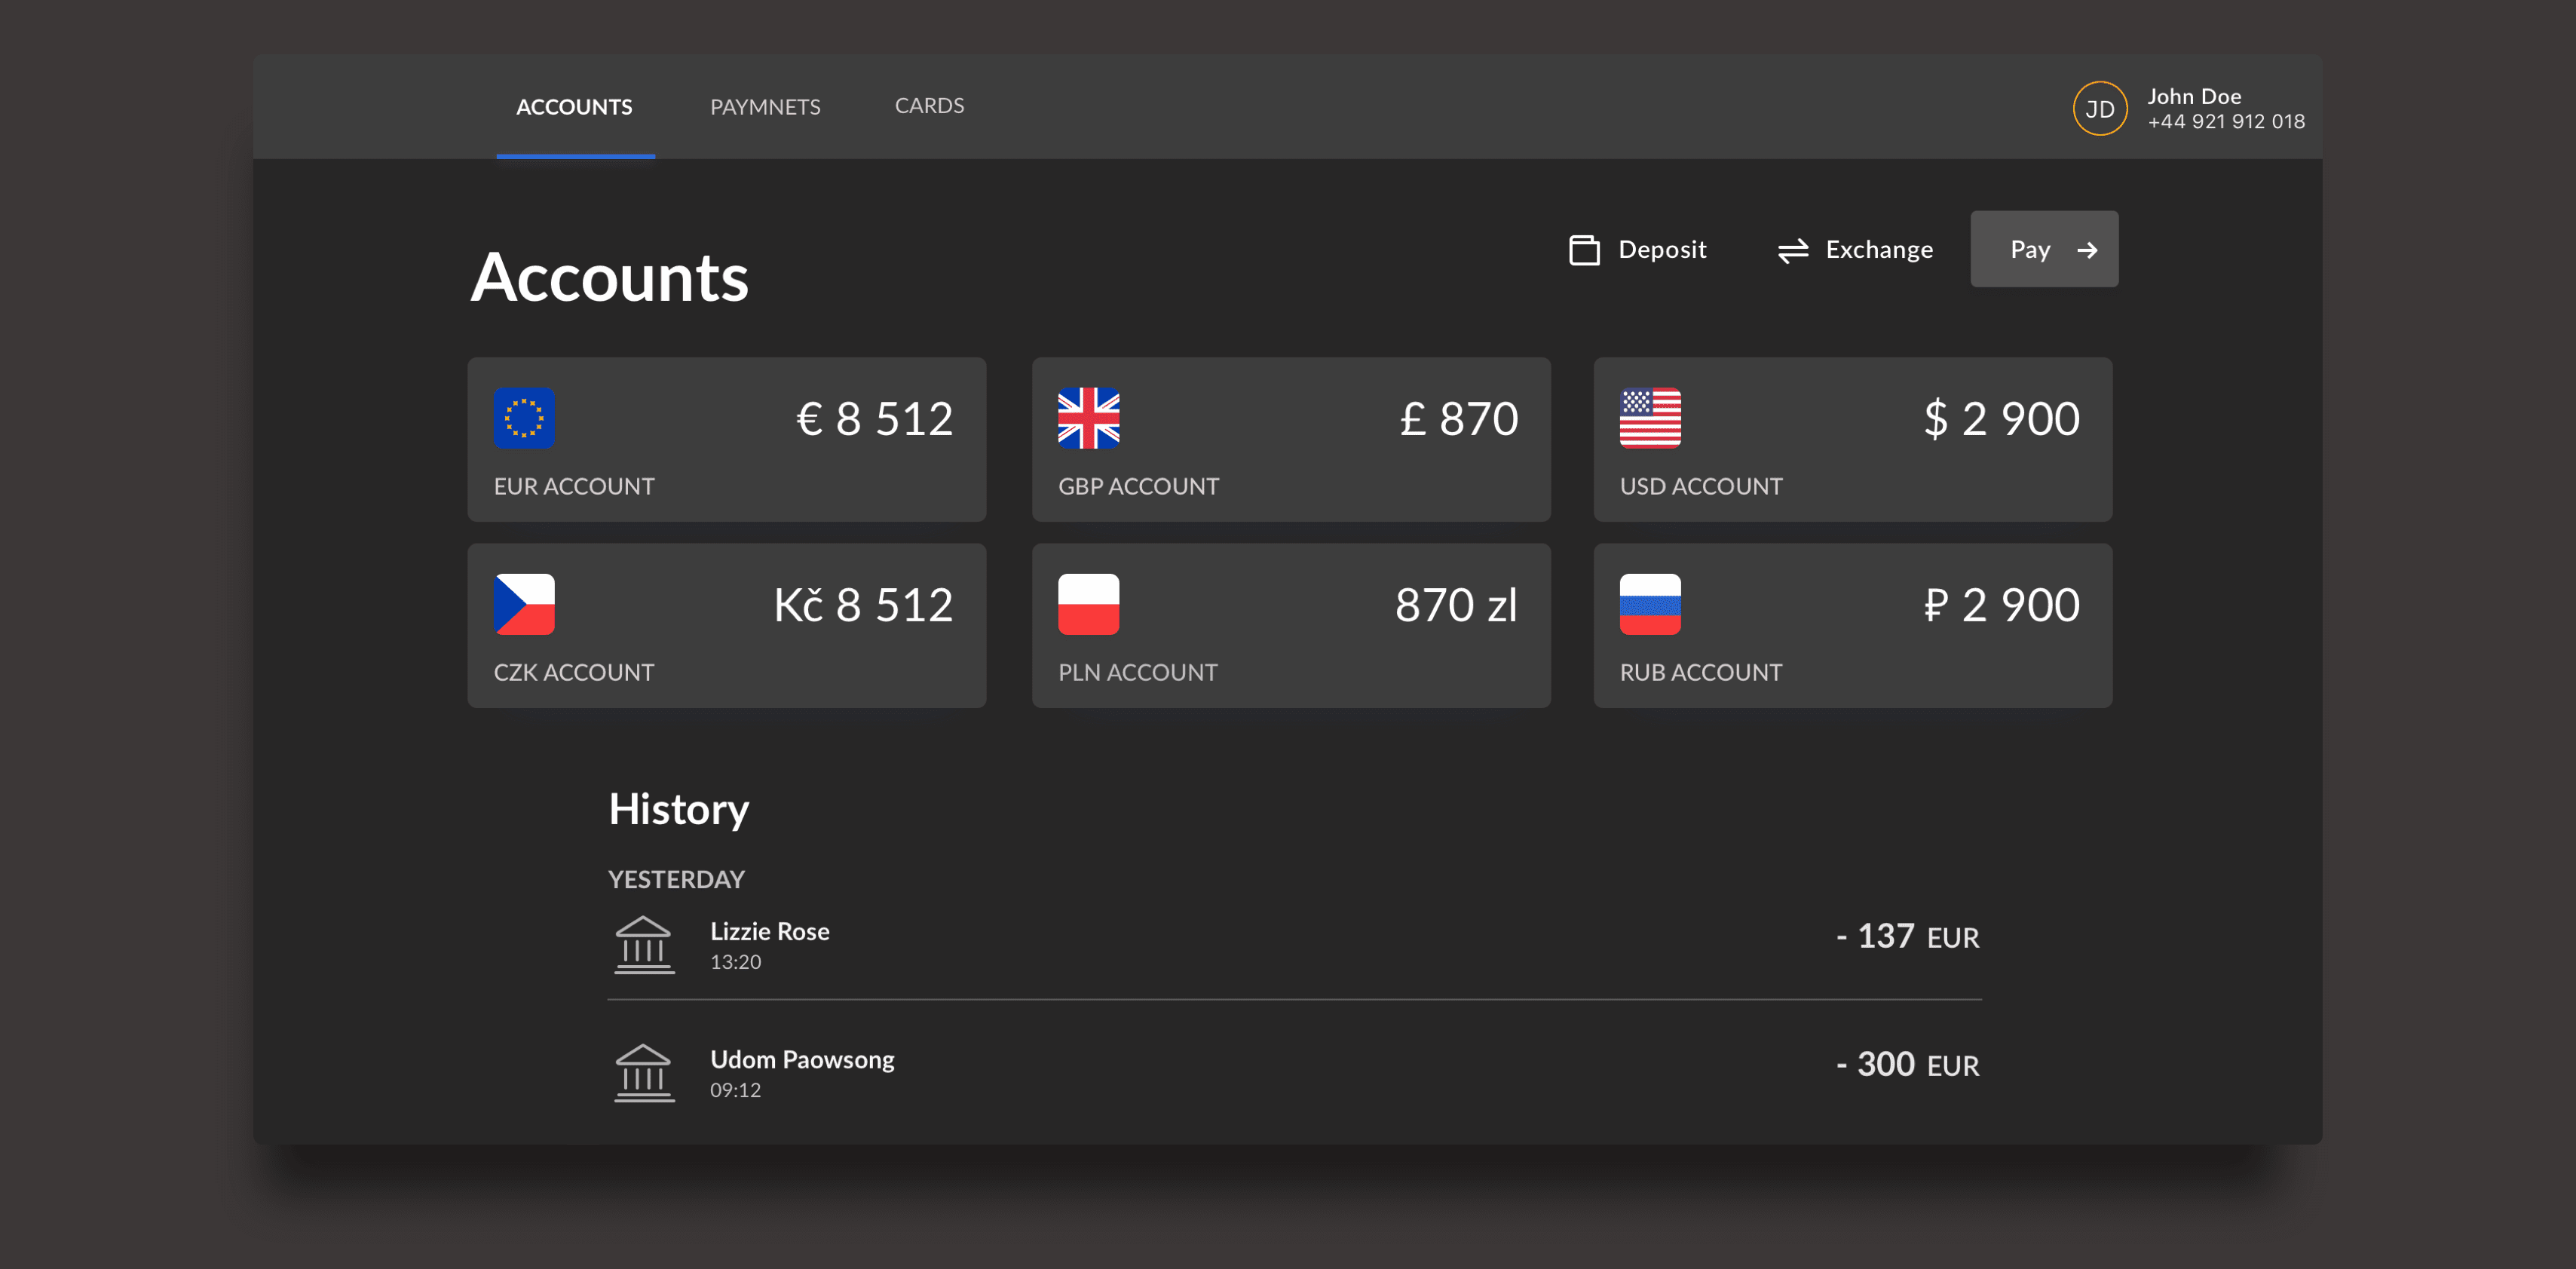 ACCOUNTS PAYMNETS CARDS
JD
John Doe
+44 921 912 018
Accounts
Deposit
Exchange
Pay
€ 8 512
EUR ACCOUNT
£ 870
GBP ACCOUNT
$ 2 900
USD ACCOUNT
Kč 8 512
CZK ACCOUNT
870 zl
PLN ACCOUNT
₽ 2 900
RUB ACCOUNT
History
YESTERDAY
Lizzie Rose
13:20
- 137 EUR
Udom Paowsong
09:12
- 300 EUR